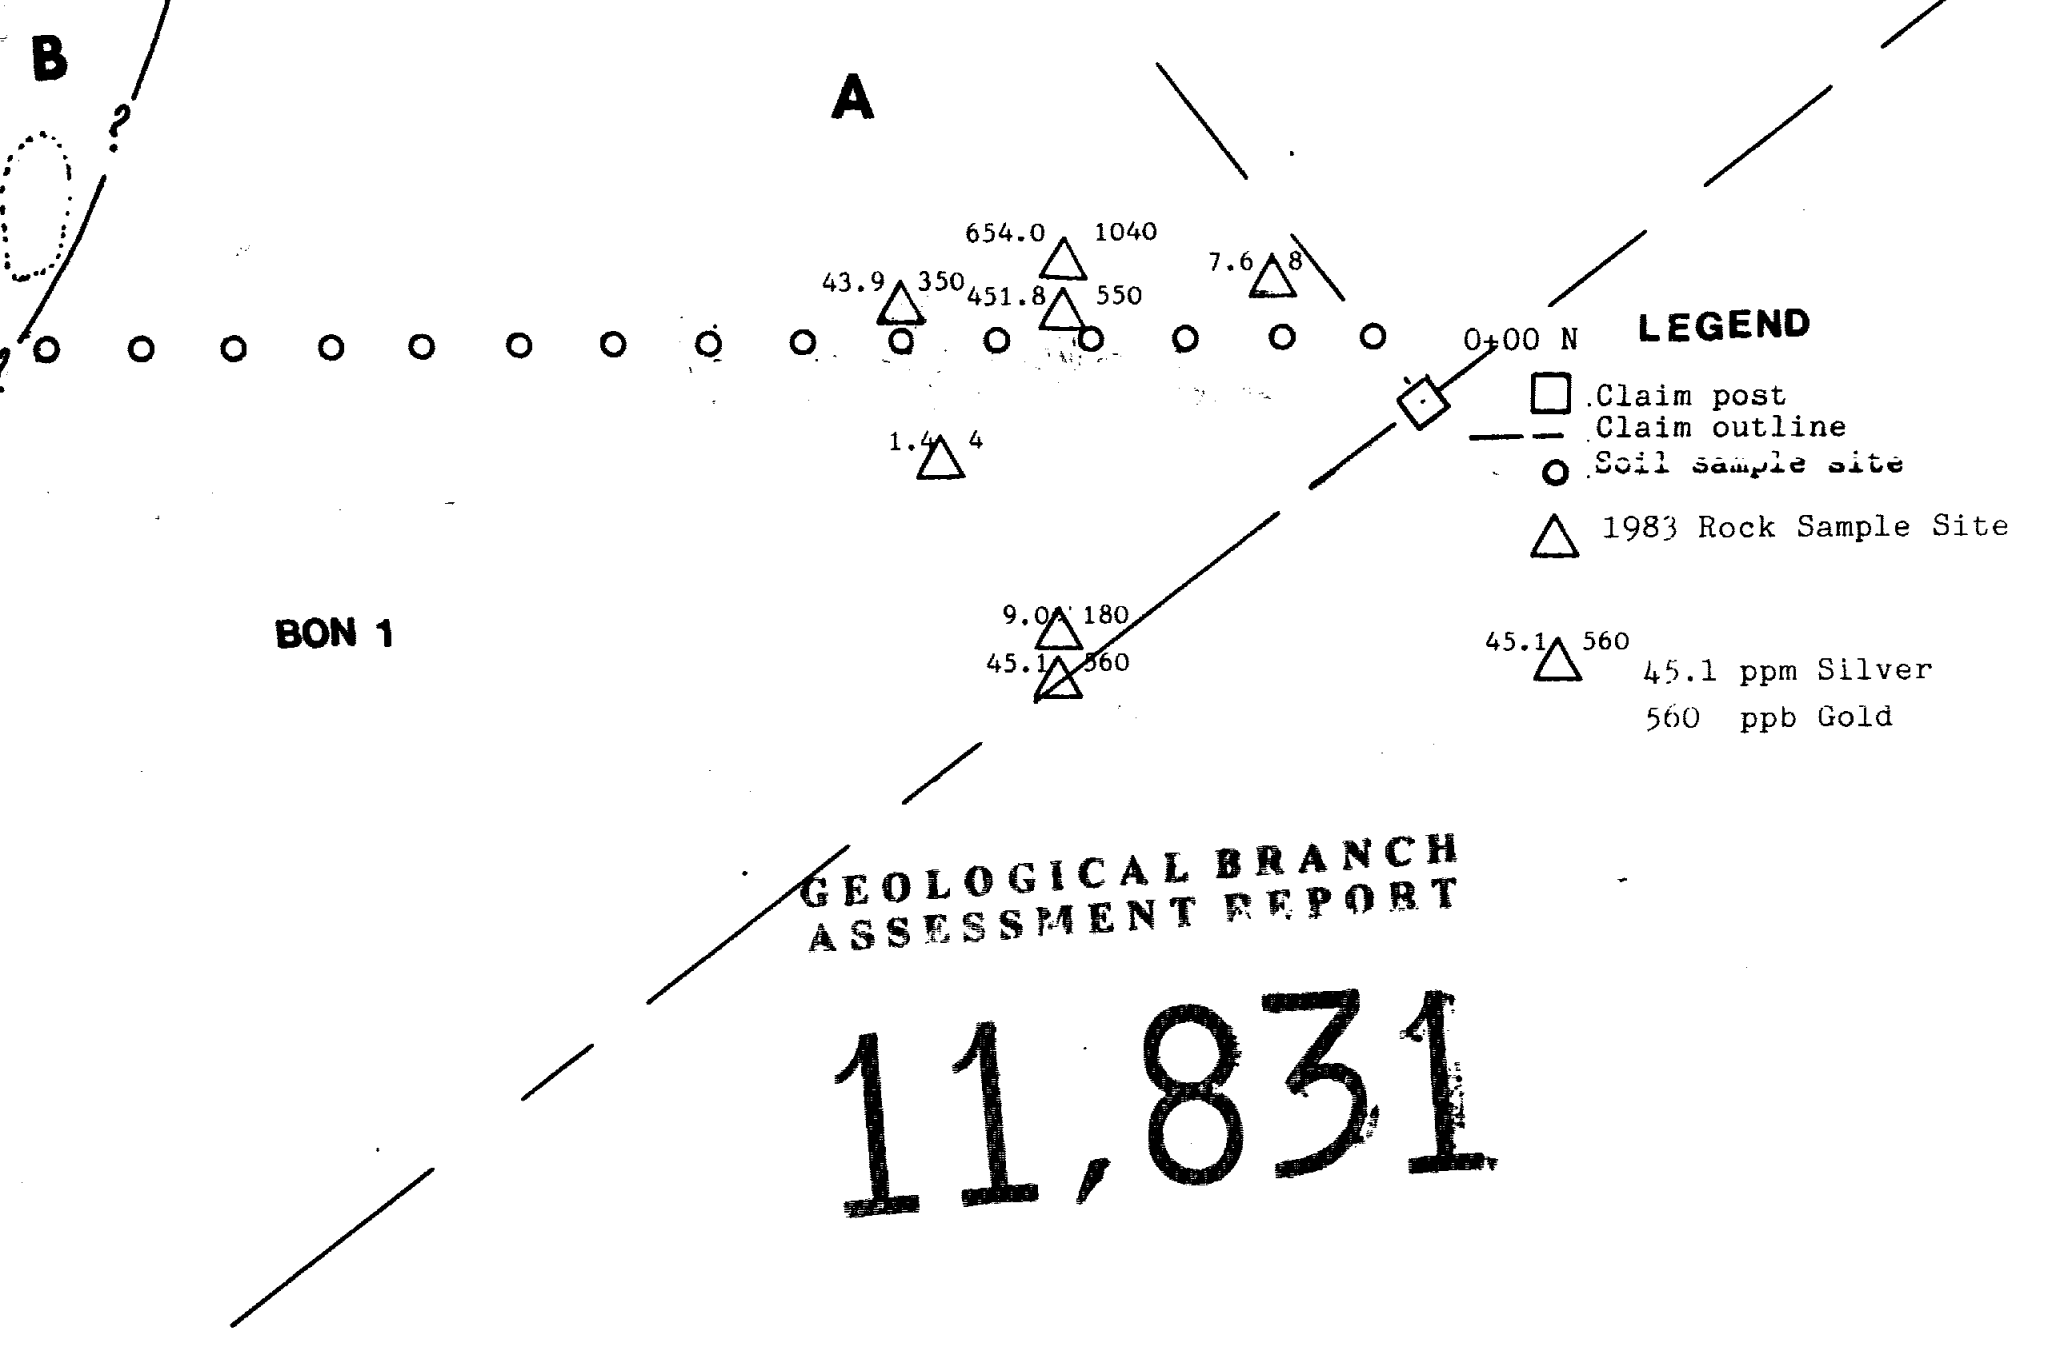 B
?
A
654.0 1040
7.6 8
43.9 350
451.8 550
0+00 N
LEGEND
?
Claim post
Claim outline
Soil sample site
1.4 4
1983 Rock Sample Site
9.0 180
BON 1
45.1 560
45.1 560
45.1 ppm Silver
560 ppb Gold
GEOLOGICAL BRANCH
ASSESSMENT REPORT
11,831